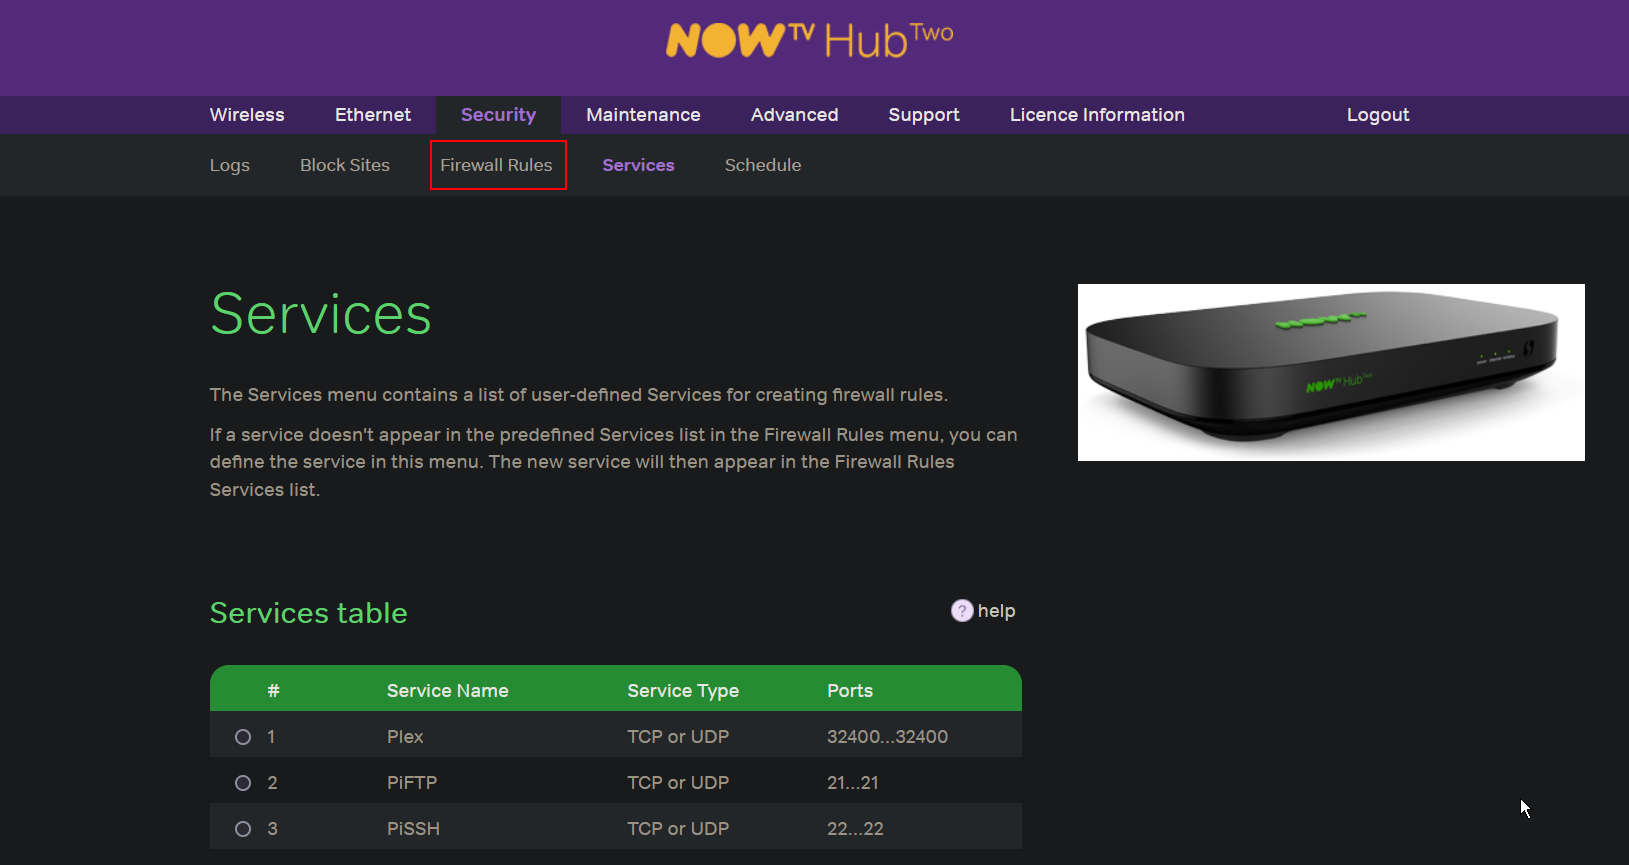 NOW TV Hub Two
Wireless Ethernet Security Maintenance Advanced Support Licence Information Logout
Logs Block Sites Firewall Rules Services Schedule
Services
The Services menu contains a list of user-defined Services for creating firewall rules.
If a service doesn't appear in the predefined Services list in the Firewall Rules menu, you can
define the service in this menu. The new service will then appear in the Firewall Rules
Services list.
NOW TV Hub Two
Services table
? help
# Service Name Service Type Ports
1 Plex TCP or UDP 32400...32400
2 PiFTP TCP or UDP 21...21
3 PiSSH TCP or UDP 22...22